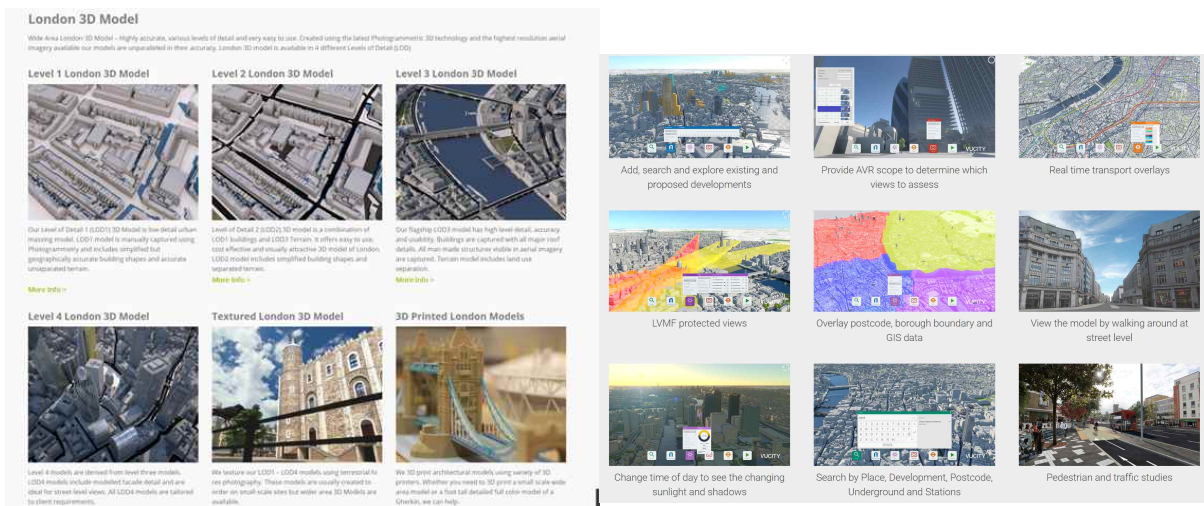 London 3D Model
Wide Area London 3D Model – Highly accurate, various levels of detail and very easy to use. Created using the latest Photogrammetric 3D technology and the highest resolution aerial
imagery available our models are unparalleled in their accuracy. London 3D model is available in 4 different Levels of Detail (LOD)
Level 1 London 3D Model
Level 2 London 3D Model
Level 3 London 3D Model
Our Level of Detail 1 (LOD1) 3D Model is low detail urban
massing model. LOD1 model is manually captured using
Photogrammetry and includes simplified but
geographically accurate building shapes and accurate
unsaparated terrain.
More Info >
Level of Detail 2 (LOD2) 3D model is a combination of
LOD1 buildings and LOD3 Terrain. It offers easy to use,
cost effective and usually attractive 3D model of London.
LOD2 model includes simplified building shapes and
separated terrain.
More Info >
Our flagship LOD3 model has high level detail, accuracy
and usability. Buildings are captured with all major roof
details. All man made structures visible in aerial imagery
are captured. Terrain model includes land use
separation.
More Info >
Level 4 London 3D Model
Textured London 3D Model
3D Printed London Models
Level 4 models are derived from level three models.
LOD4 models include modelled facade detail and are
ideal for street level views. All LOD4 models are tailored
to client requirements.
We texture our LOD1 – LOD4 models using terrestrial hi
res photography. These models are usually created to
order on small-scale sites but wider area 3D Models are
available.
We 3D print architectural models using variety of 3D
printers. Whether you need to 3D print a small scale wide
area model or a foot tall detailed full color model of a
Gherkin, we can help.
Add, search and explore existing and
proposed developments
VUCITY
Provide AVR scope to determine which
views to assess
Real time transport overlays
LVMF protected views
VUCITY
Overlay postcode, borough boundary and
GIS data
View the model by walking around at
street level
VUCITY
Change time of day to see the changing
sunlight and shadows
VUCITY
Search by Place, Development, Postcode,
Underground and Stations
Pedestrian and traffic studies